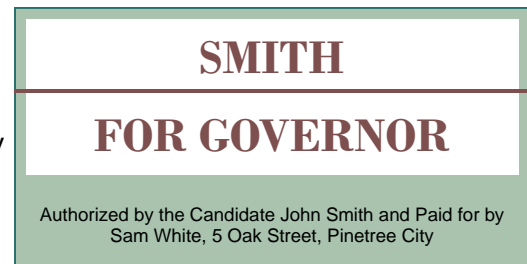 SMITH
FOR GOVERNOR
Authorized by the Candidate John Smith and Paid for by
Sam White, 5 Oak Street, Pinetree City